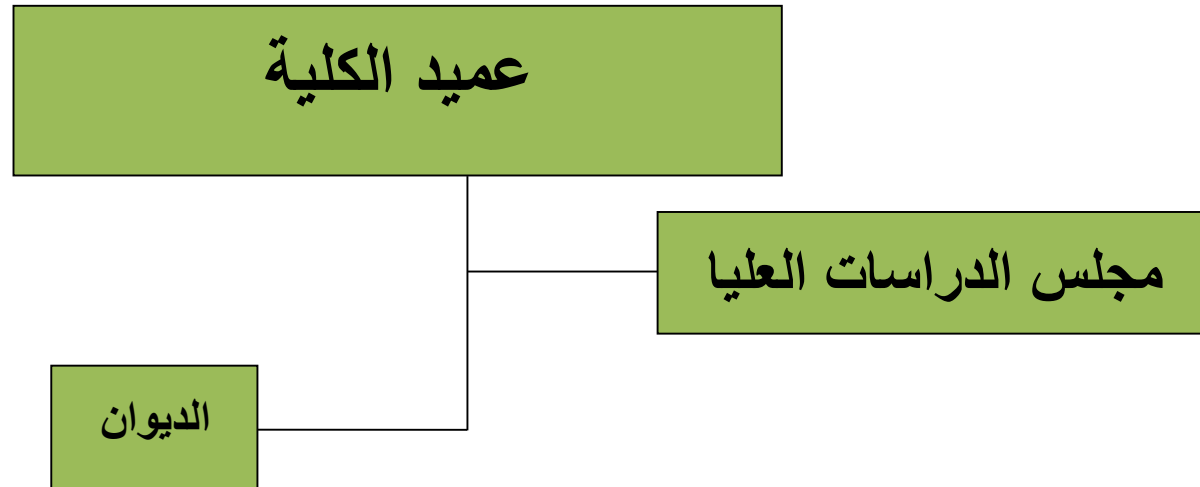 عميد الكلية
مجلس الدراسات العليا
الديوان